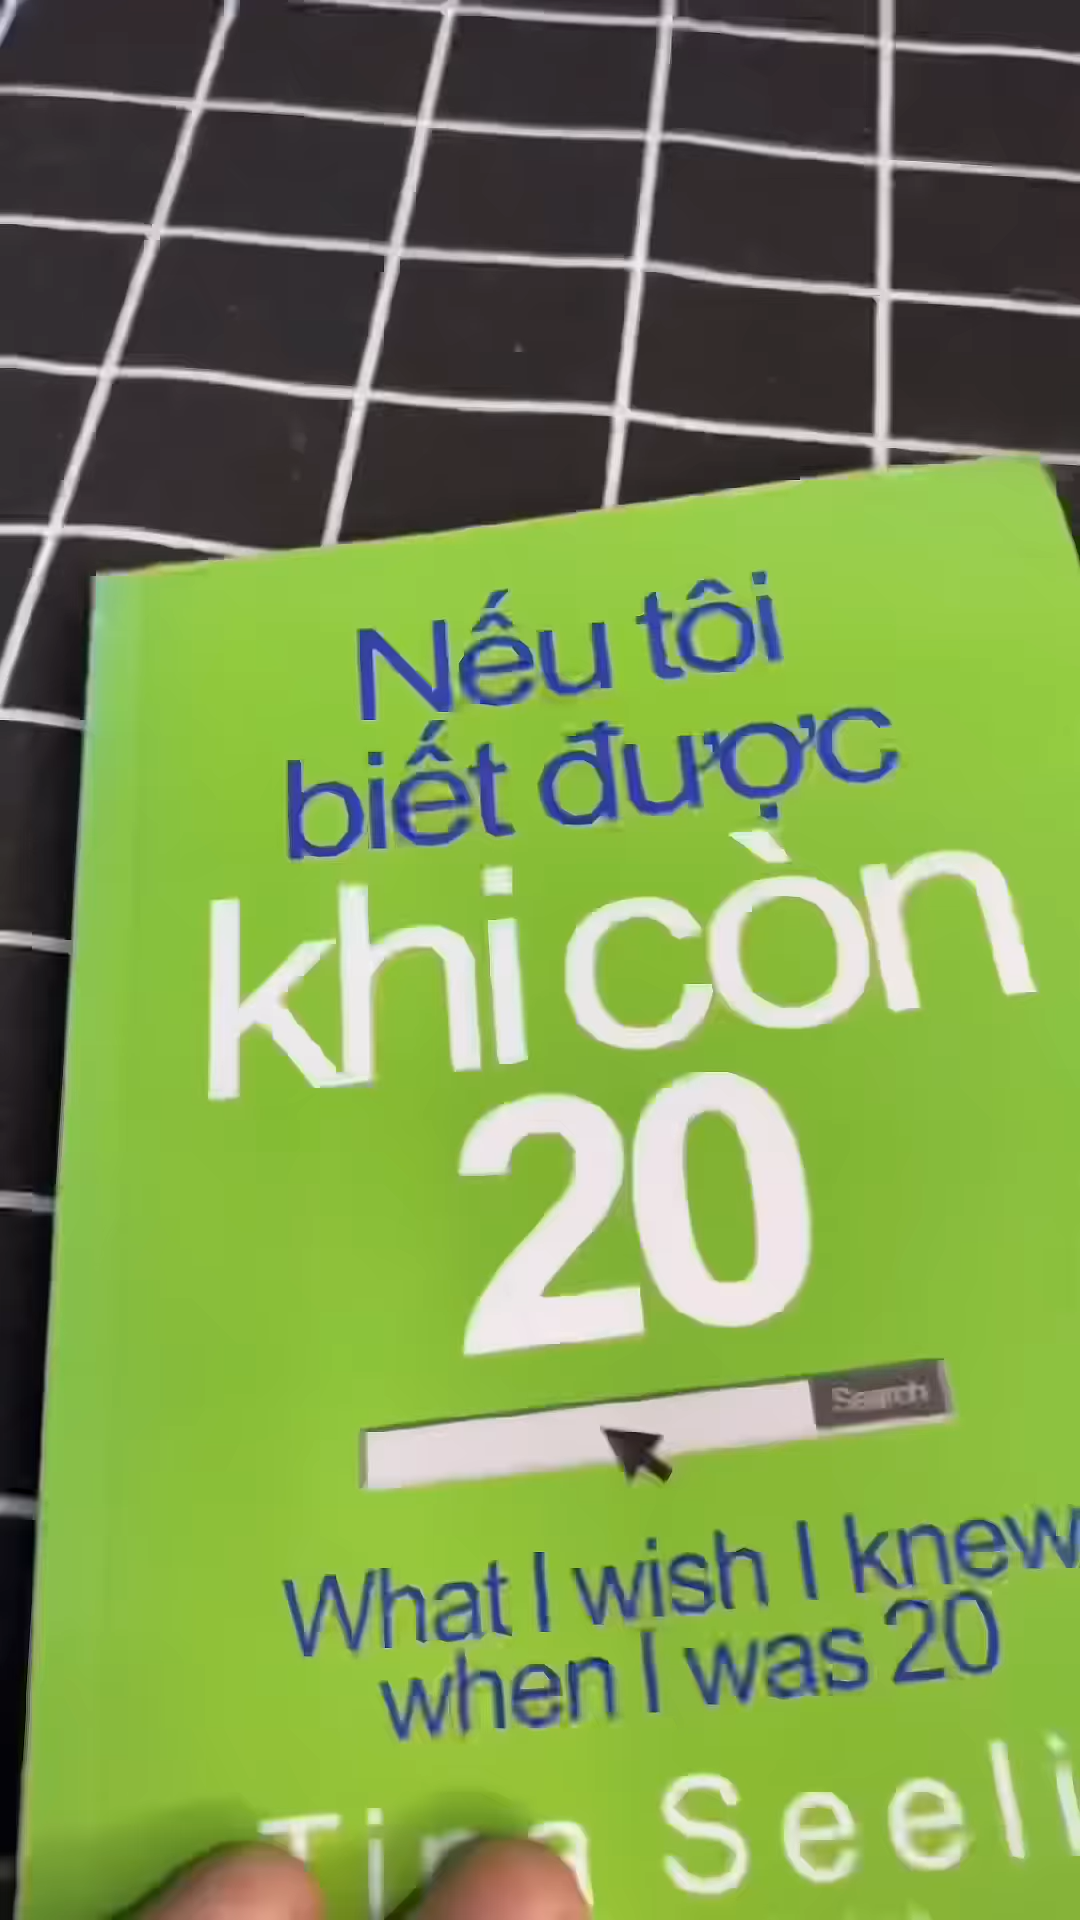 Nếu tôi
biết được
khi còn
20
Search
What I wish I knew
when I was 20
Tina Seeli